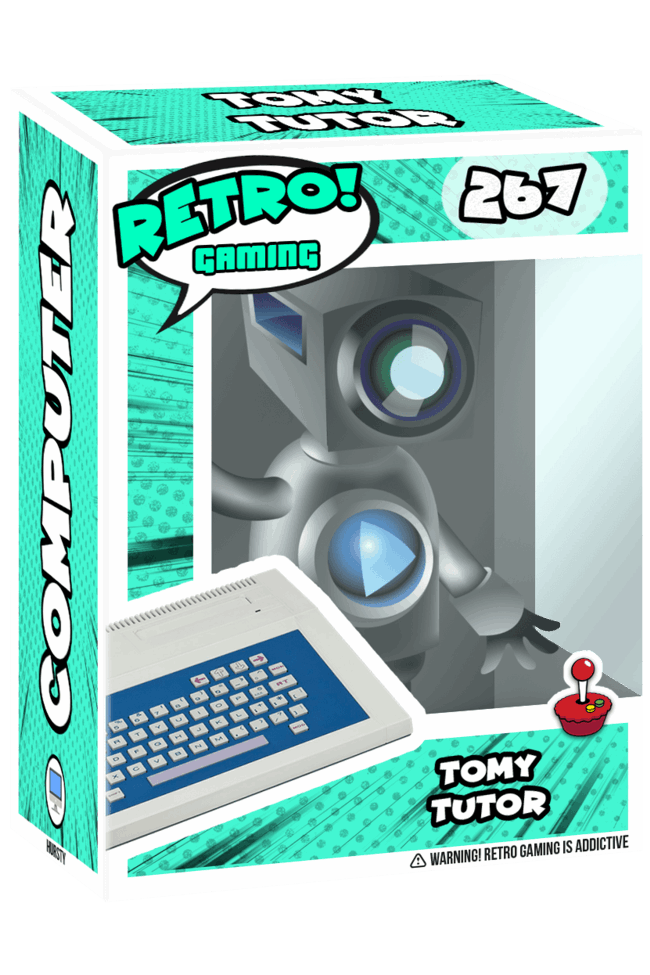 TOMY
TUTOR
RETRO!
GAMING
267
COMPUTER
HURSTY
TOMY
TUTOR
WARNING! RETRO GAMING IS ADDICTIVE